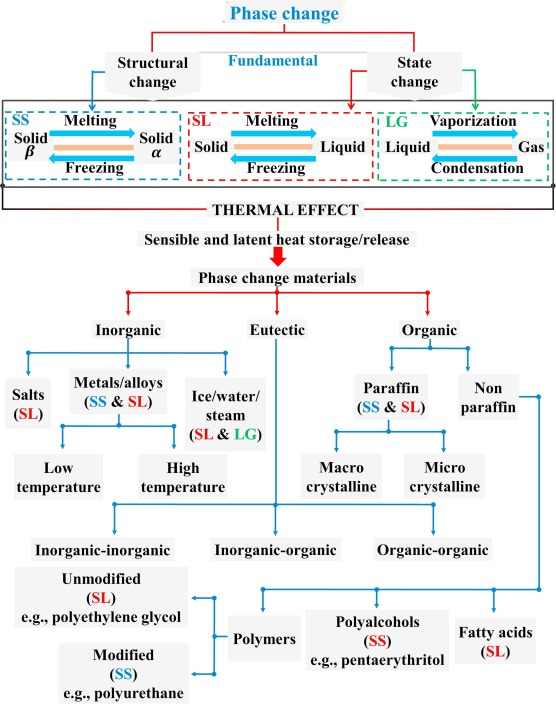 Phase change
Structural change
Fundamental
State change
SS
Melting
Solid β
Solid α
Freezing
SL
Melting
Solid
Liquid
Freezing
LG
Vaporization
Liquid
Gas
Condensation
THERMAL EFFECT
Sensible and latent heat storage/release
Phase change materials
Inorganic
Eutectic
Organic
Salts
(SL)
Metals/alloys
(SS & SL)
Ice/water/
steam
(SL & LG)
Paraffin
(SS & SL)
Non
paraffin
Low
temperature
High
temperature
Macro
crystalline
Micro
crystalline
Inorganic-inorganic
Inorganic-organic
Organic-organic
Unmodified
(SL)
e.g., polyethylene glycol
Modified
(SS)
e.g., polyurethane
Polymers
Polyalcohols
(SS)
e.g., pentaerythritol
Fatty acids
(SL)